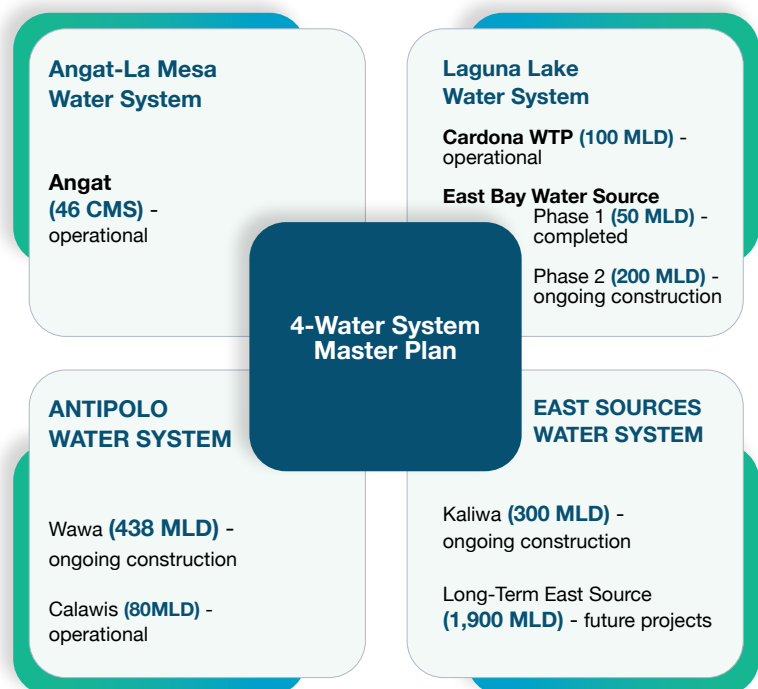 Angat-La Mesa
Water System
Angat
(46 CMS) -
operational
Laguna Lake
Water System
Cardona WTP (100 MLD) -
operational
East Bay Water Source
Phase 1 (50 MLD) -
completed
Phase 2 (200 MLD) -
ongoing construction
4-Water System
Master Plan
ANTIPOLO
WATER SYSTEM
Wawa (438 MLD) -
ongoing construction
Calawis (80MLD) -
operational
EAST SOURCES
WATER SYSTEM
Kaliwa (300 MLD) -
ongoing construction
Long-Term East Source
(1,900 MLD) - future projects